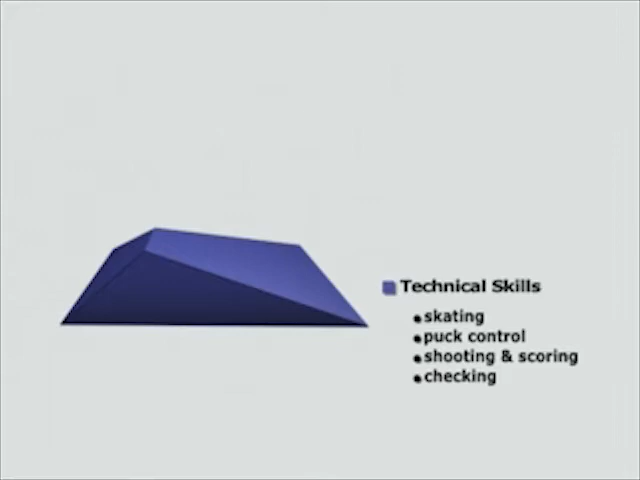 Technical Skills
skating
puck control
shooting & scoring
checking